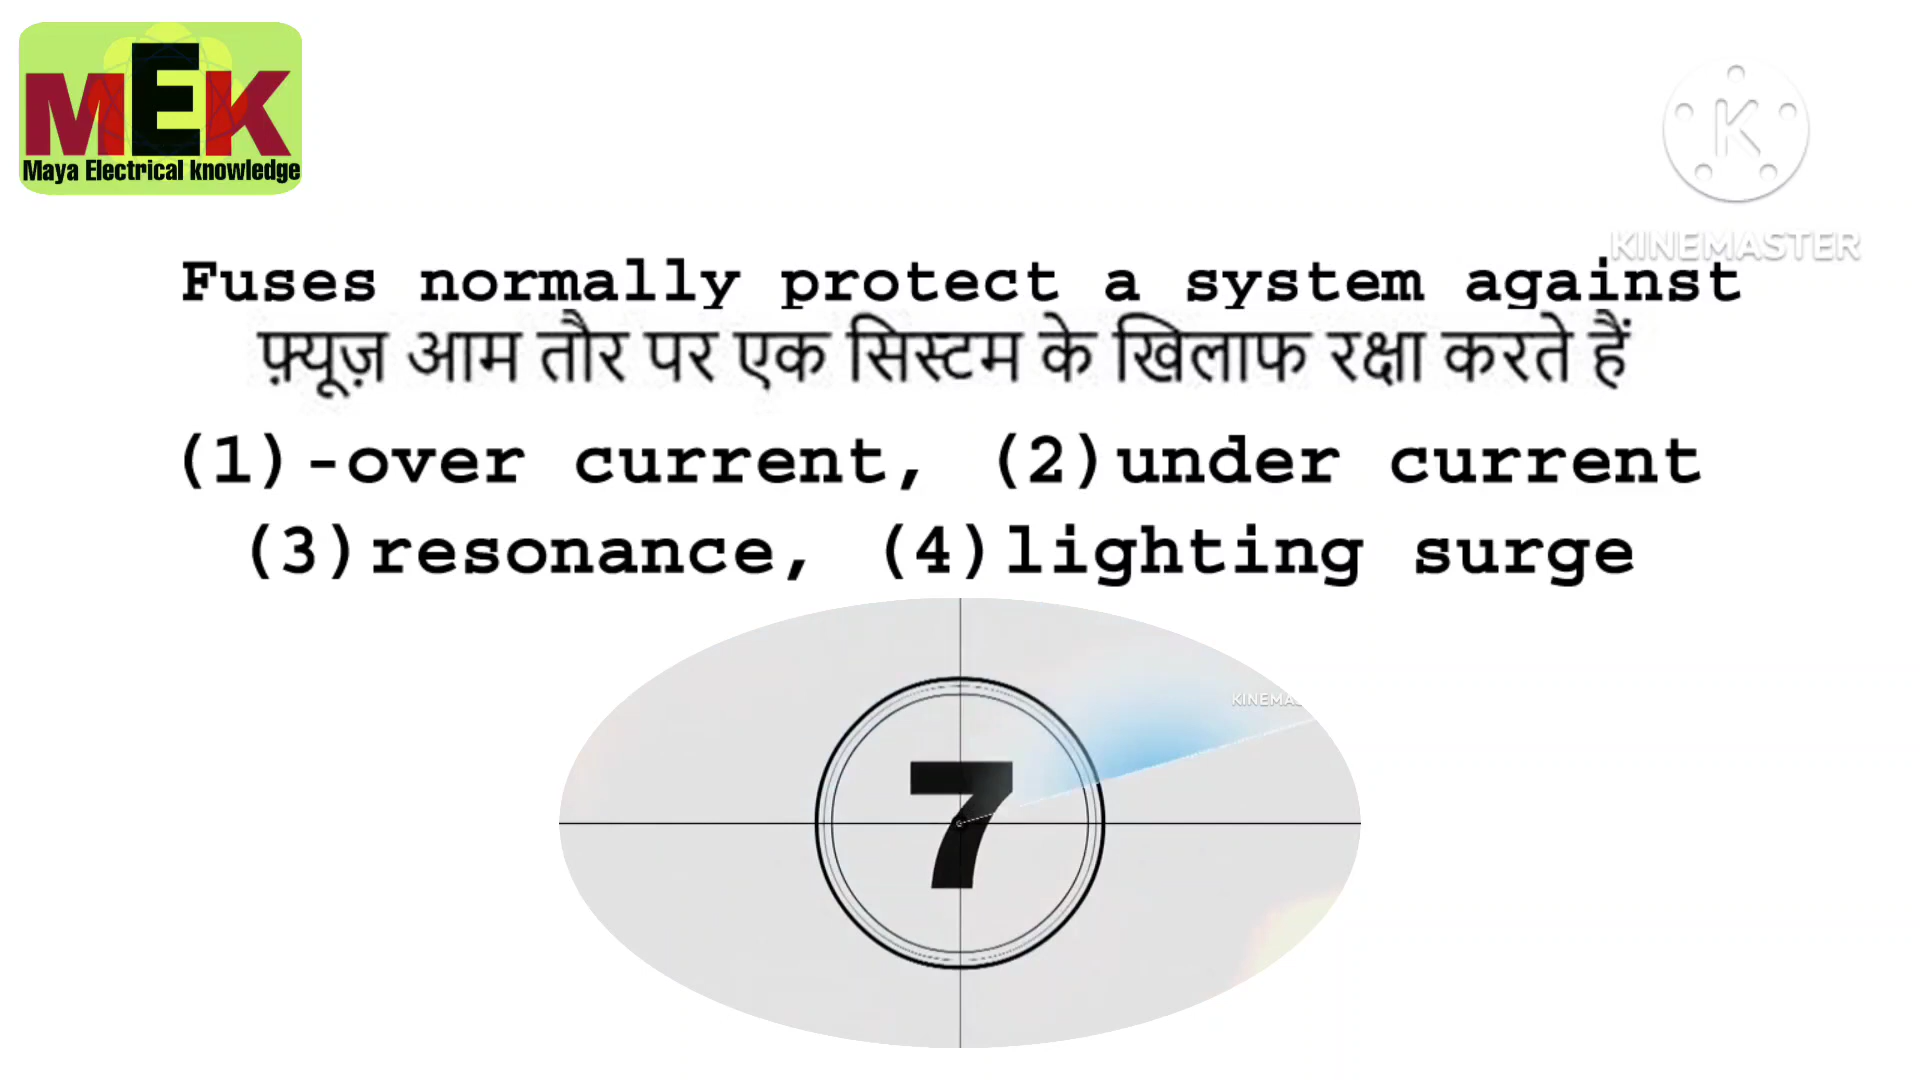 MEK
Maya Electrical knowledge
K
KINEMASTER
Fuses normally protect a system against
फ़्यूज़ आम तौर पर एक सिस्टम के खिलाफ रक्षा करते हैं
(1)-over current, (2)under current
(3)resonance, (4)lighting surge
KINEMAS
7